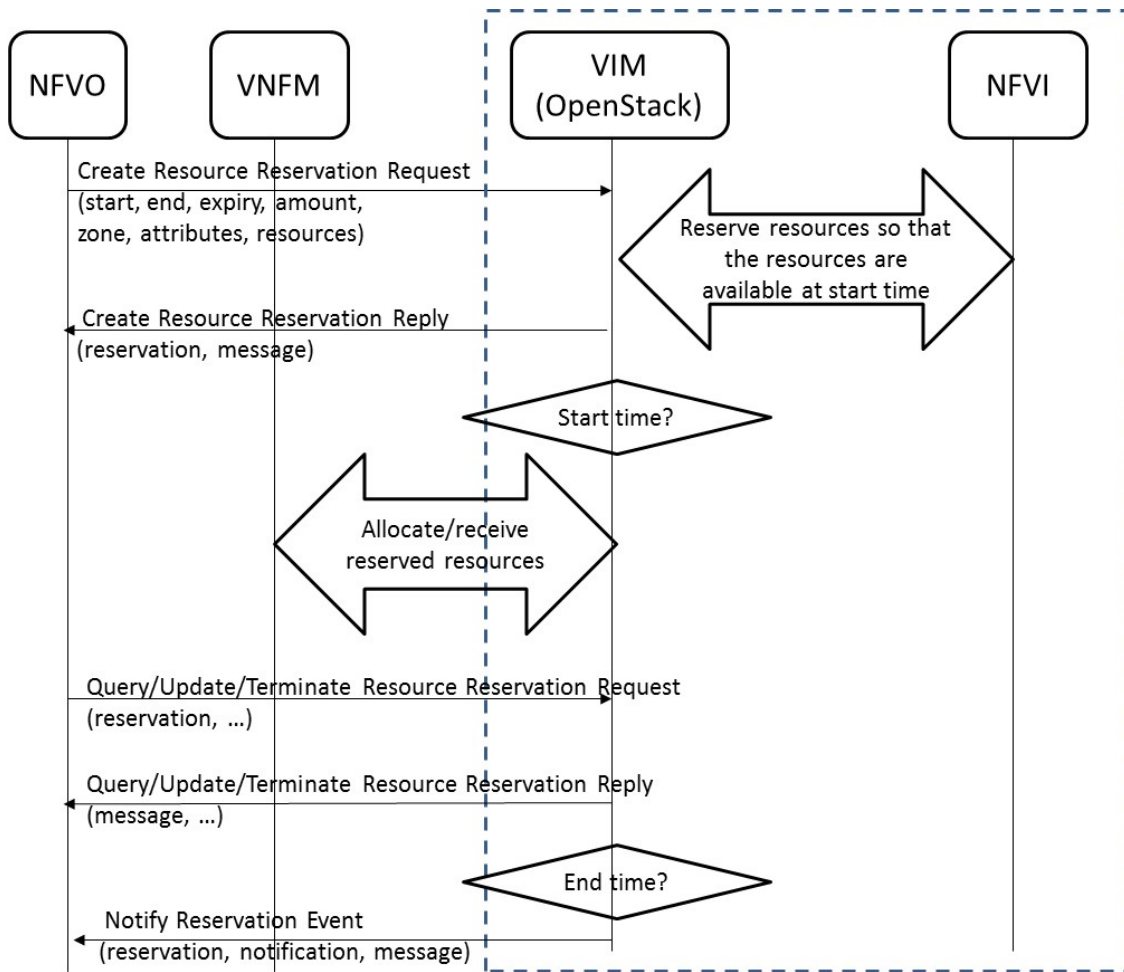 NFVO
VNFM
VIM
(OpenStack)
NFVI
Create Resource Reservation Request
(start, end, expiry, amount,
zone, attributes, resources)
Reserve resources so that
the resources are
available at start time
Create Resource Reservation Reply
(reservation, message)
Start time?
Allocate/receive
reserved resources
Query/Update/Terminate Resource Reservation Request
(reservation, ...)
Query/Update/Terminate Resource Reservation Reply
(message, ...)
End time?
Notify Reservation Event
(reservation, notification, message)